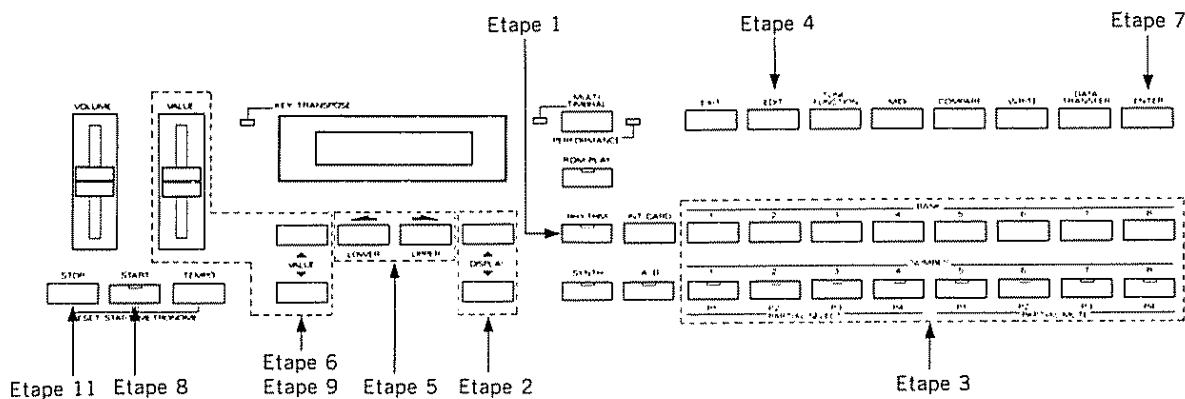 Etape 1
Etape 4
Etape 7
VOLUME
VALUE
KEY TRANSPOSE
MULTI
TIMBRAL
PERFORMANCE
EXIT
EDIT
TUNE
FUNCTION
MIDI
COMPARE
WRITE
DATA
TRANSFER
ENTER
ROM PLAY
RHYTHM
INT CARD
BANK
1 2 3 4 5 6 7 8
VALUE
LOWER
UPPER
DISPLAY
STOP
START
TEMPO
SYNTH
A B
NUMBER
1 2 3 4 5 6 7 8
P1 P2 P3 P4 P1 P2 P3 P4
PARTIAL SELECT
PARTIAL MUTE
Etape 11
Etape 8
Etape 6
Etape 9
Etape 5
Etape 2
Etape 3